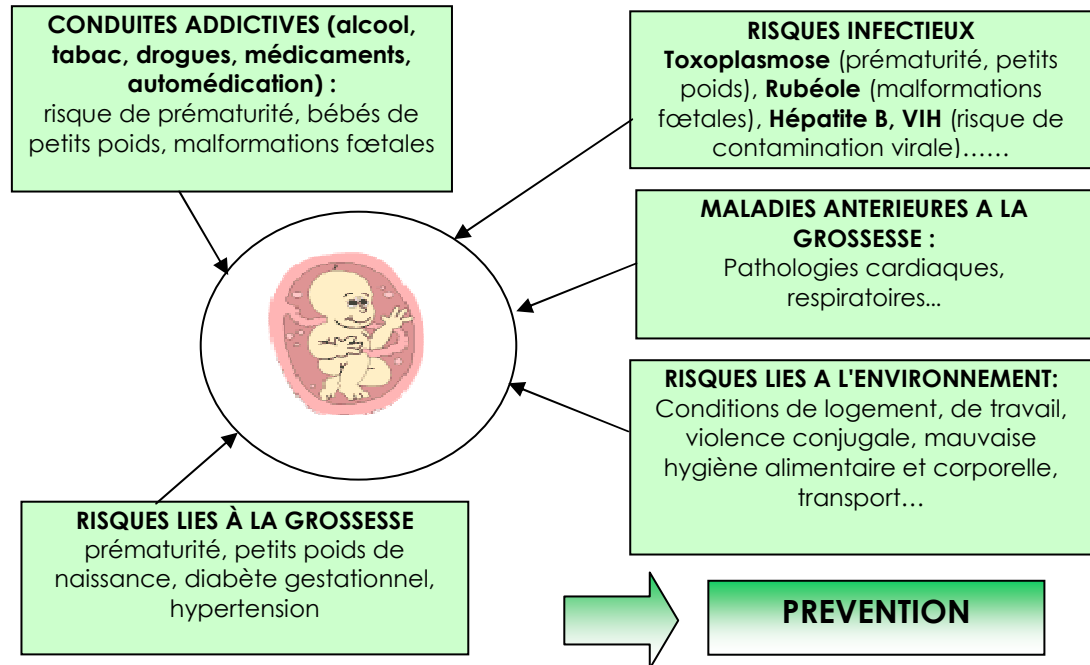 CONDUITES ADDICTIVES (alcool,
tabac, drogues, médicaments,
automédication) :
risque de prématurité, bébés de
petits poids, malformations fœtales
RISQUES INFECTIEUX
Toxoplasmose (prématurité, petits
poids), Rubéole (malformations
fœtales), Hépatite B, VIH (risque de
contamination virale)……
MALADIES ANTERIEURES A LA
GROSSESSE :
Pathologies cardiaques,
respiratoires…
RISQUES LIES A L'ENVIRONNEMENT:
Conditions de logement, de travail,
violence conjugale, mauvaise
hygiène alimentaire et corporelle,
transport…
RISQUES LIES À LA GROSSESSE
prématurité, petits poids de
naissance, diabète gestationnel,
hypertension
PREVENTION